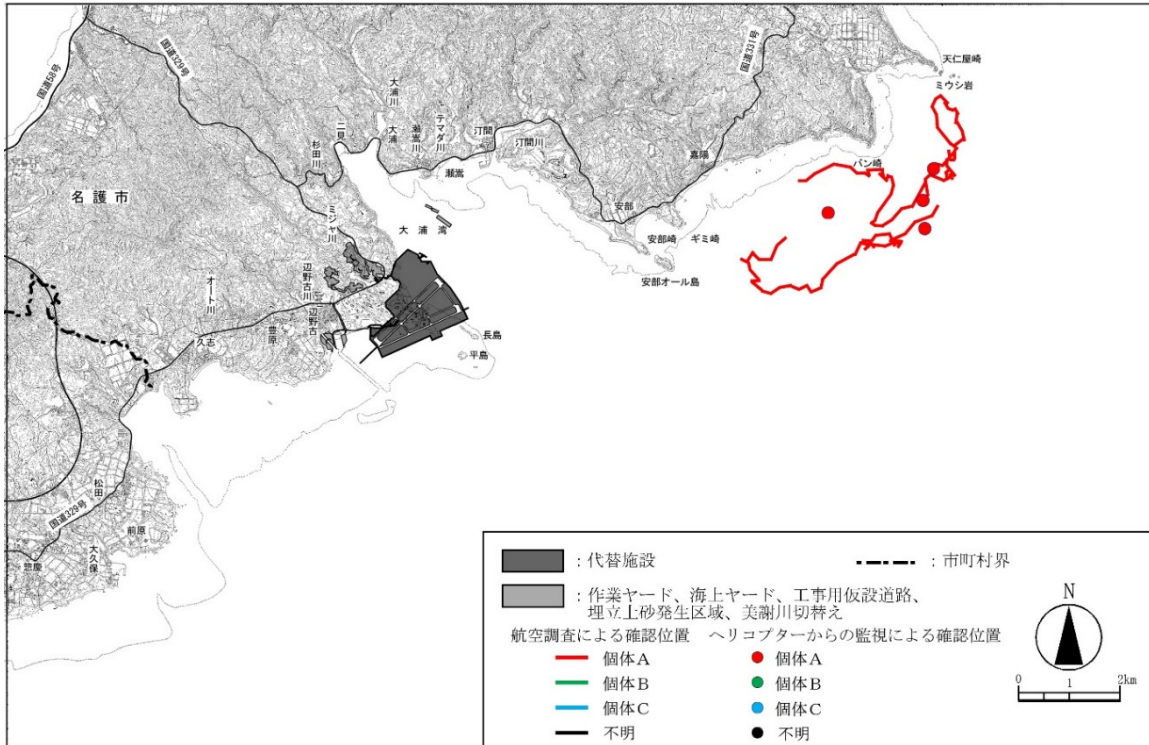 国道58号
国道329号
国道331号
天仁屋崎
ミウシ岩
バン崎
嘉陽
ギミ崎
安部崎
安部オール島
安部
汀間川
汀間
テマダ川
瀬嵩川
瀬嵩
大浦川
大浦
二見
杉田川
大浦湾
ミジャ川
名護市
辺野古川
辺野古
豊原
オート川
久志
長島
平島
松田
国道329号
前原
大久保
惣慶
：代替施設
：市町村界
：作業ヤード、海上ヤード、工事用仮設道路、
埋立土砂発生区域、美謝川切替え
航空調査による確認位置
ヘリコプターからの監視による確認位置
個体A
個体A
個体B
個体B
個体C
個体C
不明
不明
N
0 1 2km